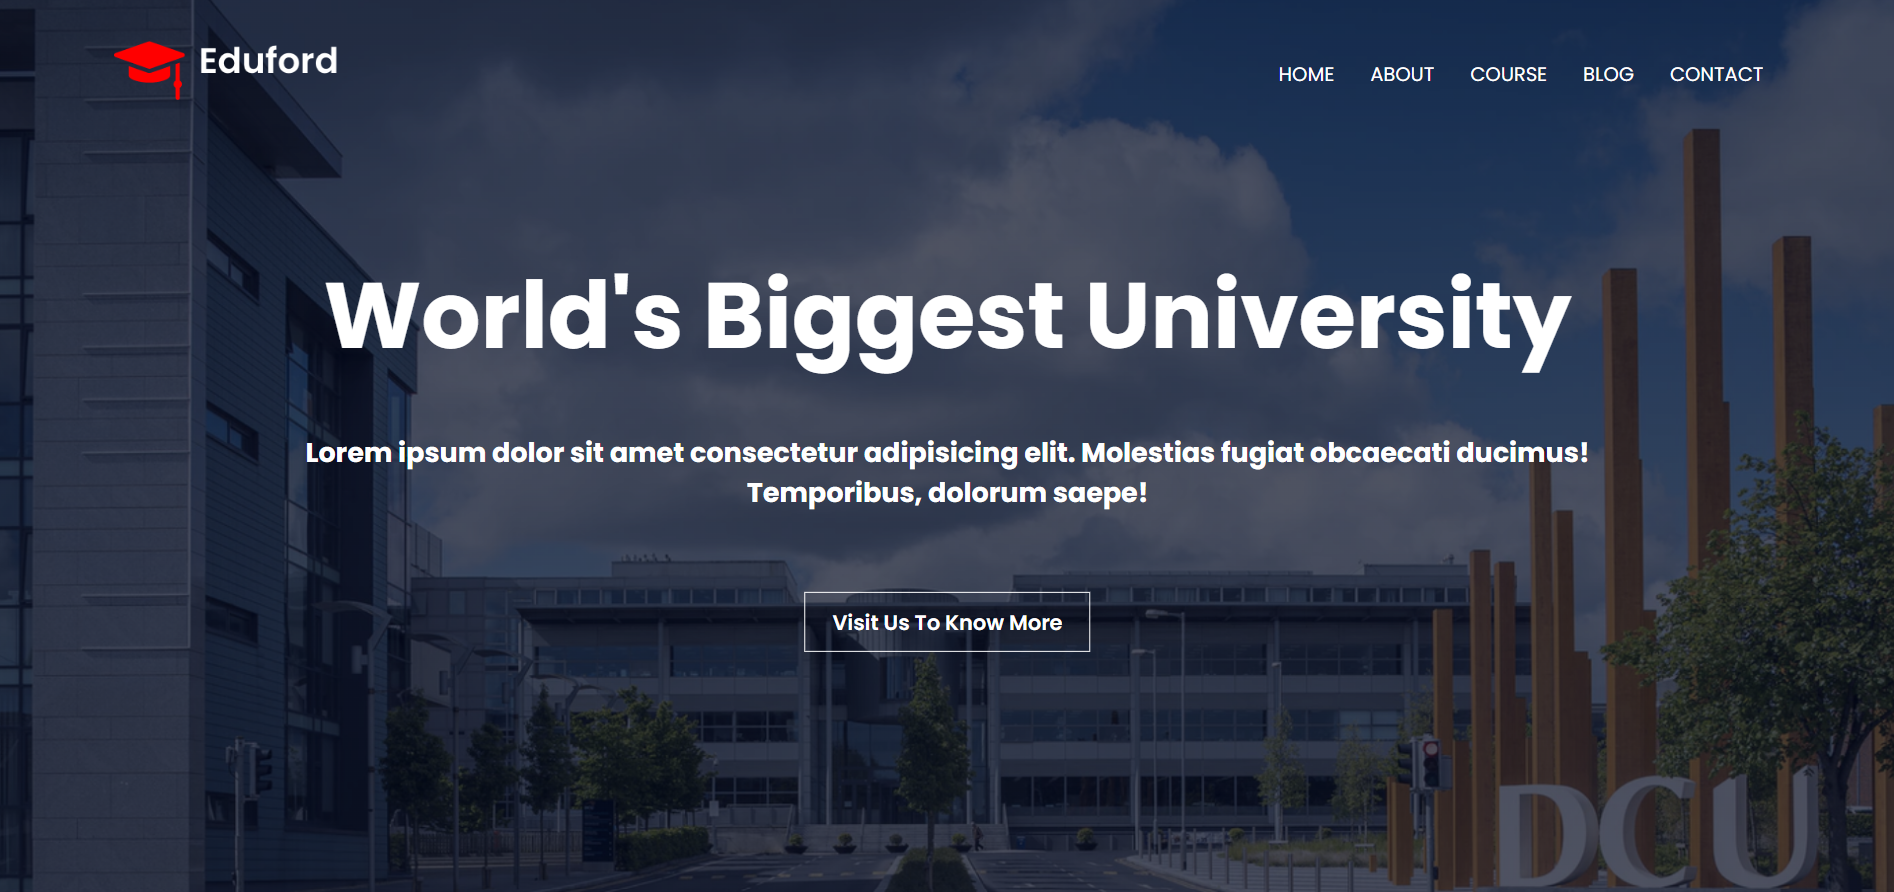 Eduford
HOME ABOUT COURSE BLOG CONTACT
World's Biggest University
Lorem ipsum dolor sit amet consectetur adipisicing elit. Molestias fugiat obcaecati ducimus!
Temporibus, dolorum saepe!
Visit Us To Know More
DCU